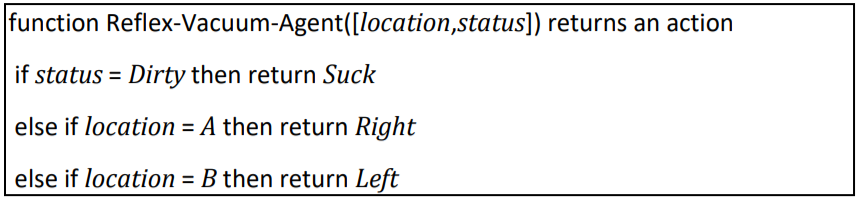 function Reflex-Vacuum-Agent([location,status]) returns an action
if status = Dirty then return Suck
else if location = A then return Right
else if location = B then return Left